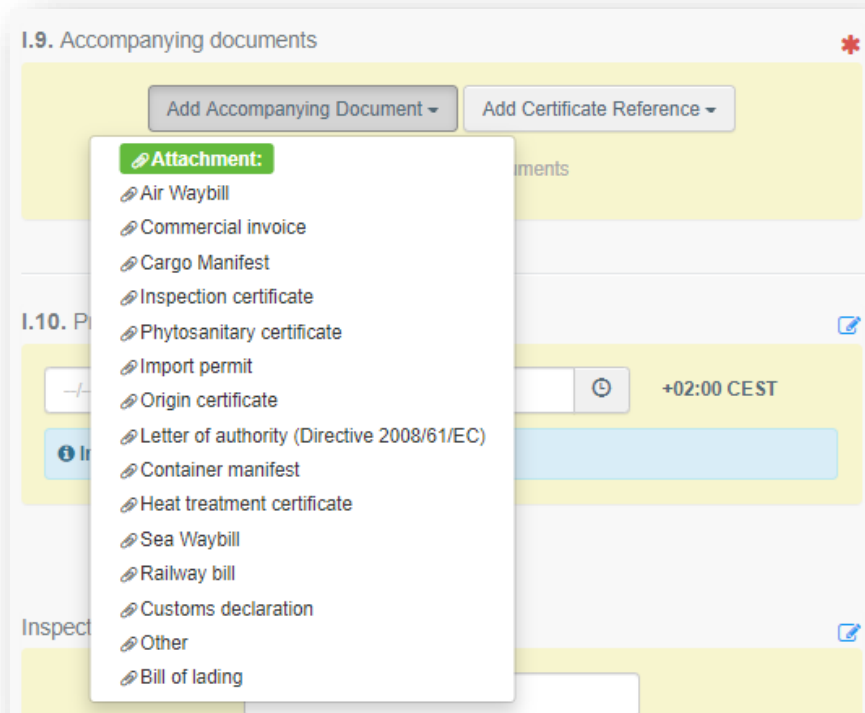 I.9. Accompanying documents
Add Accompanying Document
Add Certificate Reference
Attachment:
Air Waybill
Commercial invoice
Cargo Manifest
Inspection certificate
Phytosanitary certificate
Import permit
Origin certificate
Letter of authority (Directive 2008/61/EC)
Container manifest
Heat treatment certificate
Sea Waybill
Railway bill
Customs declaration
Other
Bill of lading
I.10.
+02:00 CEST